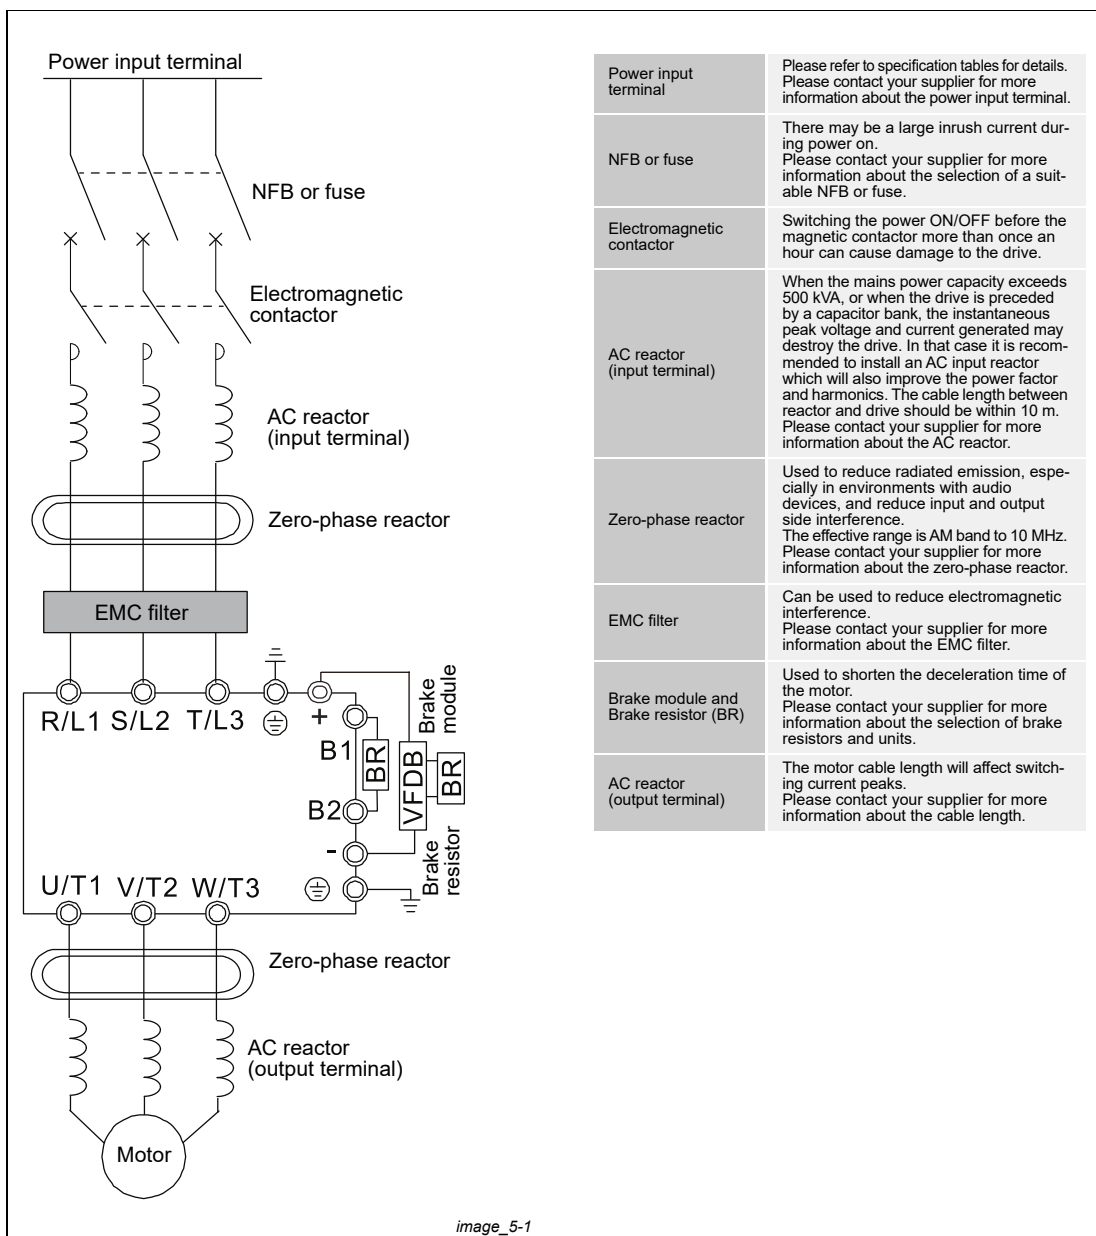 Power input terminal
NFB or fuse
Electromagnetic
contactor
AC reactor
(input terminal)
Zero-phase reactor
EMC filter
R/L1 S/L2 T/L3
+
B1
BR
B2
-
VFDB
BR
Brake
module
Brake
resistor
U/T1 V/T2 W/T3
Zero-phase reactor
AC reactor
(output terminal)
Motor
Power input
terminal
Please refer to specification tables for details.
Please contact your supplier for more
information about the power input terminal.
NFB or fuse
There may be a large inrush current dur-
ing power on.
Please contact your supplier for more
information about the selection of a suit-
able NFB or fuse.
Electromagnetic
contactor
Switching the power ON/OFF before the
magnetic contactor more than once an
hour can cause damage to the drive.
AC reactor
(input terminal)
When the mains power capacity exceeds
500 kVA, or when the drive is preceded
by a capacitor bank, the instantaneous
peak voltage and current generated may
destroy the drive. In that case it is recom-
mended to install an AC input reactor
which will also improve the power factor
and harmonics. The cable length between
reactor and drive should be within 10 m.
Please contact your supplier for more
information about the AC reactor.
Zero-phase reactor
Used to reduce radiated emission, espe-
cially in environments with audio
devices, and reduce input and output
side interference.
The effective range is AM band to 10 MHz.
Please contact your supplier for more
information about the zero-phase reactor.
EMC filter
Can be used to reduce electromagnetic
interference.
Please contact your supplier for more
information about the EMC filter.
Brake module and
Brake resistor (BR)
Used to shorten the deceleration time of
the motor.
Please contact your supplier for more
information about the selection of brake
resistors and units.
AC reactor
(output terminal)
The motor cable length will affect switch-
ing current peaks.
Please contact your supplier for more
information about the cable length.
image_5-1